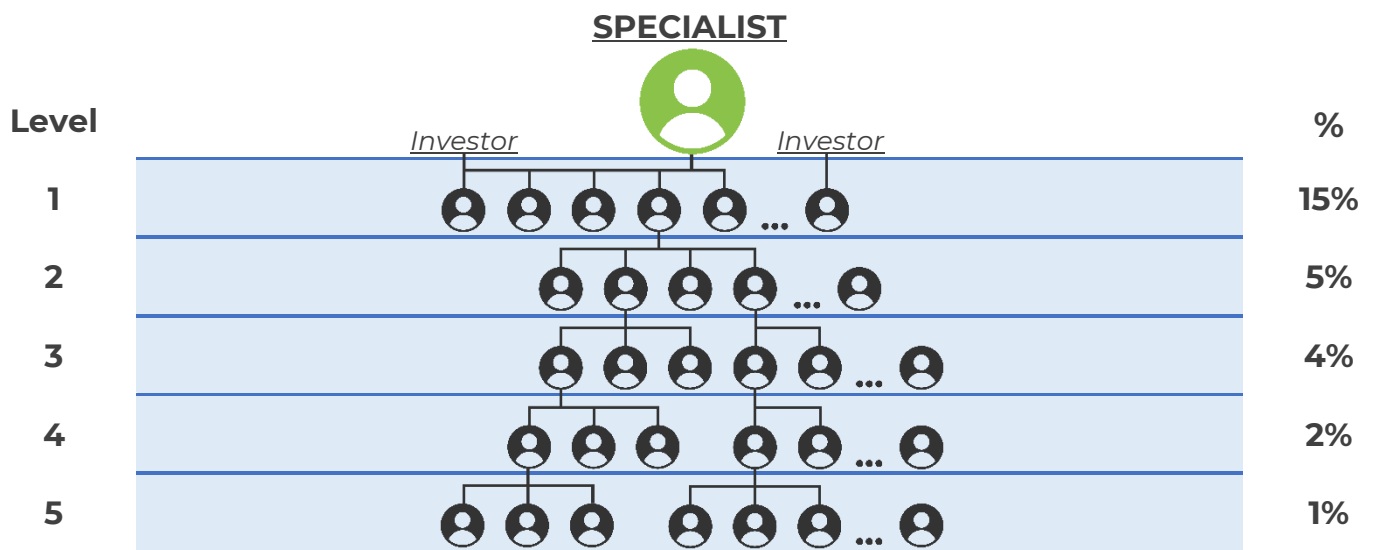 SPECIALIST
Level
%
Investor
Investor
1
15%
2
5%
3
4%
4
2%
5
1%